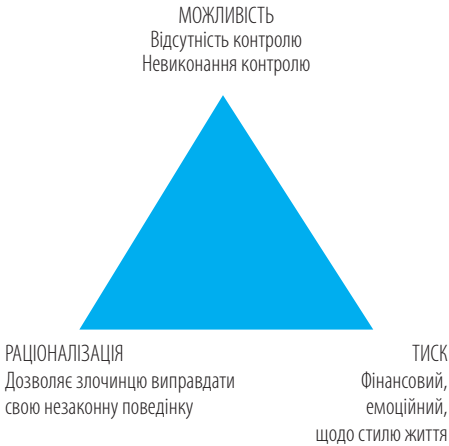 МОЖЛИВІСТЬ
Відсутність контролю
Невиконання контролю
РАЦІОНАЛІЗАЦІЯ
Дозволяє злочинцю виправдати
свою незаконну поведінку
ТИСК
Фінансовий,
емоційний,
щодо стилю життя